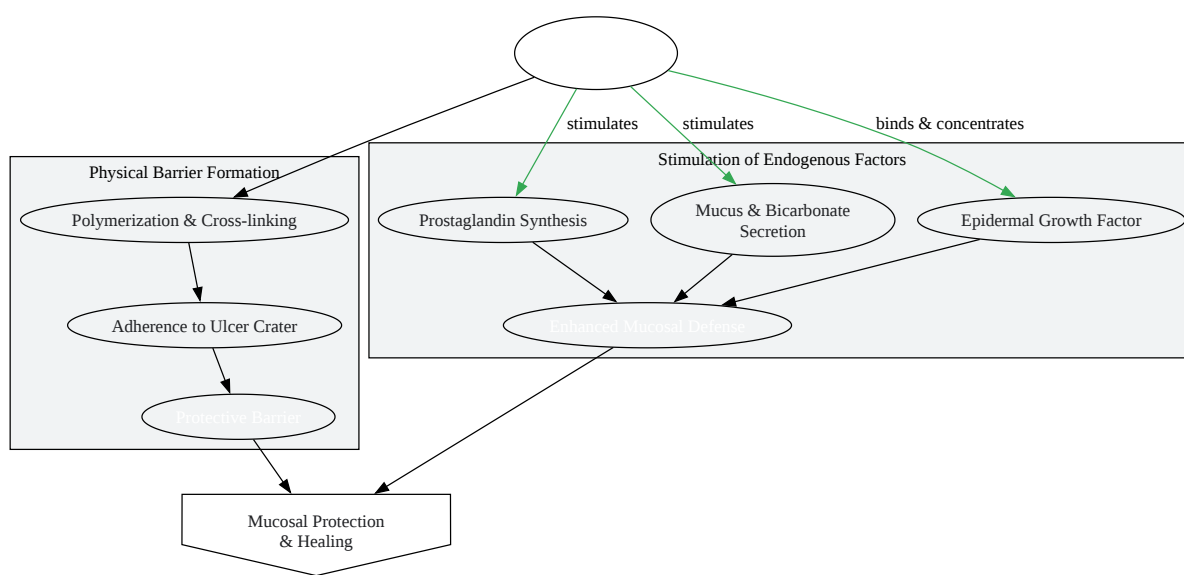 stimulates
stimulates
binds & concentrates
Physical Barrier Formation
Stimulation of Endogenous Factors
Polymerization & Cross-linking
Prostaglandin Synthesis
Mucus & Bicarbonate
Secretion
Epidermal Growth Factor
Adherence to Ulcer Crater
Enhanced Mucosal Defense
Protective Barrier
Mucosal Protection
& Healing